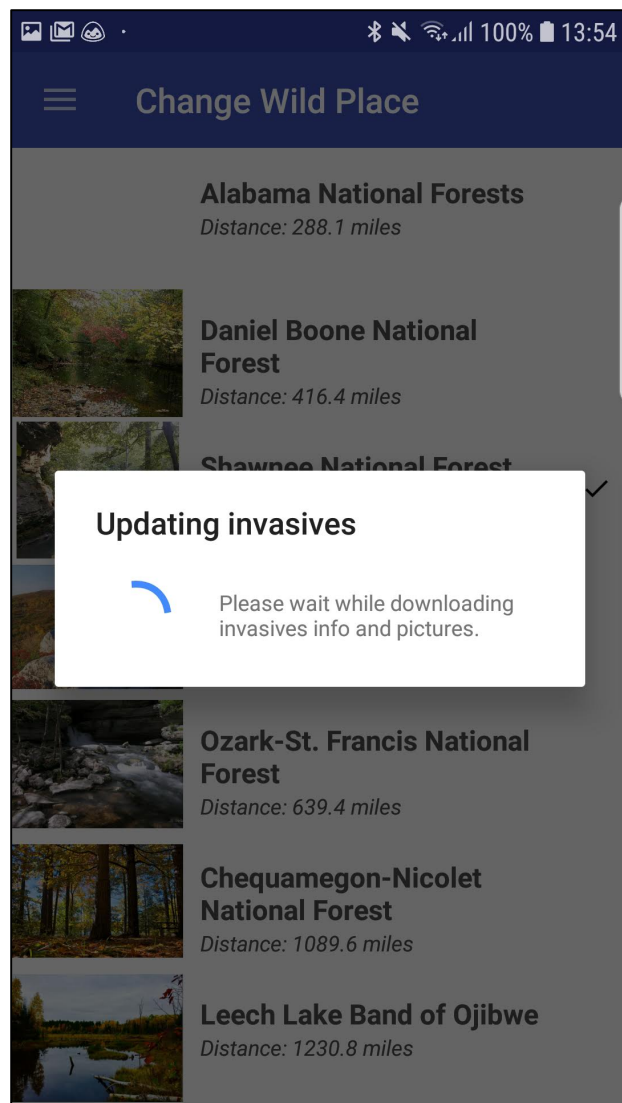 100% 13:54
Change Wild Place
Alabama National Forests
Distance: 288.1 miles
Daniel Boone National
Forest
Distance: 416.4 miles
Shawnee National Forest
Updating invasives
Please wait while downloading
invasives info and pictures.
Ozark-St. Francis National
Forest
Distance: 639.4 miles
Chequamegon-Nicolet
National Forest
Distance: 1089.6 miles
Leech Lake Band of Ojibwe
Distance: 1230.8 miles